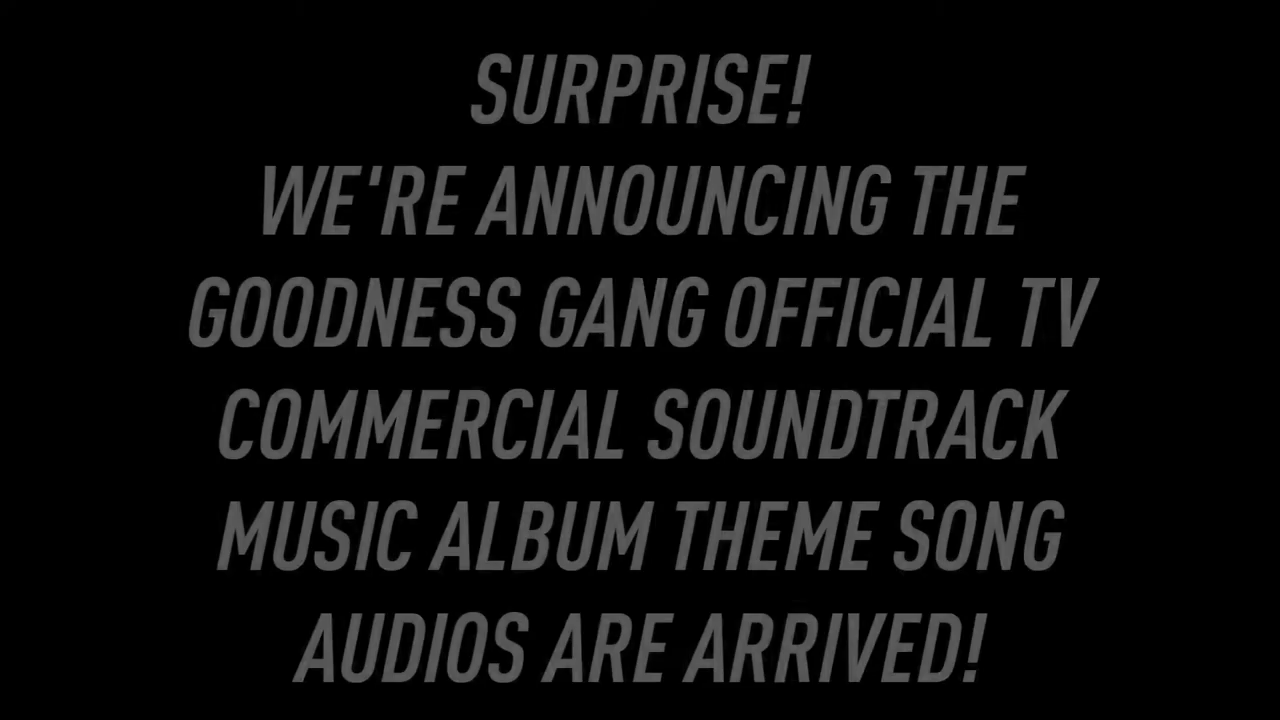 SURPRISE!
WE'RE ANNOUNCING THE
GOODNESS GANG OFFICIAL TV
COMMERCIAL SOUNDTRACK
MUSIC ALBUM THEME SONG
AUDIOS ARE ARRIVED!